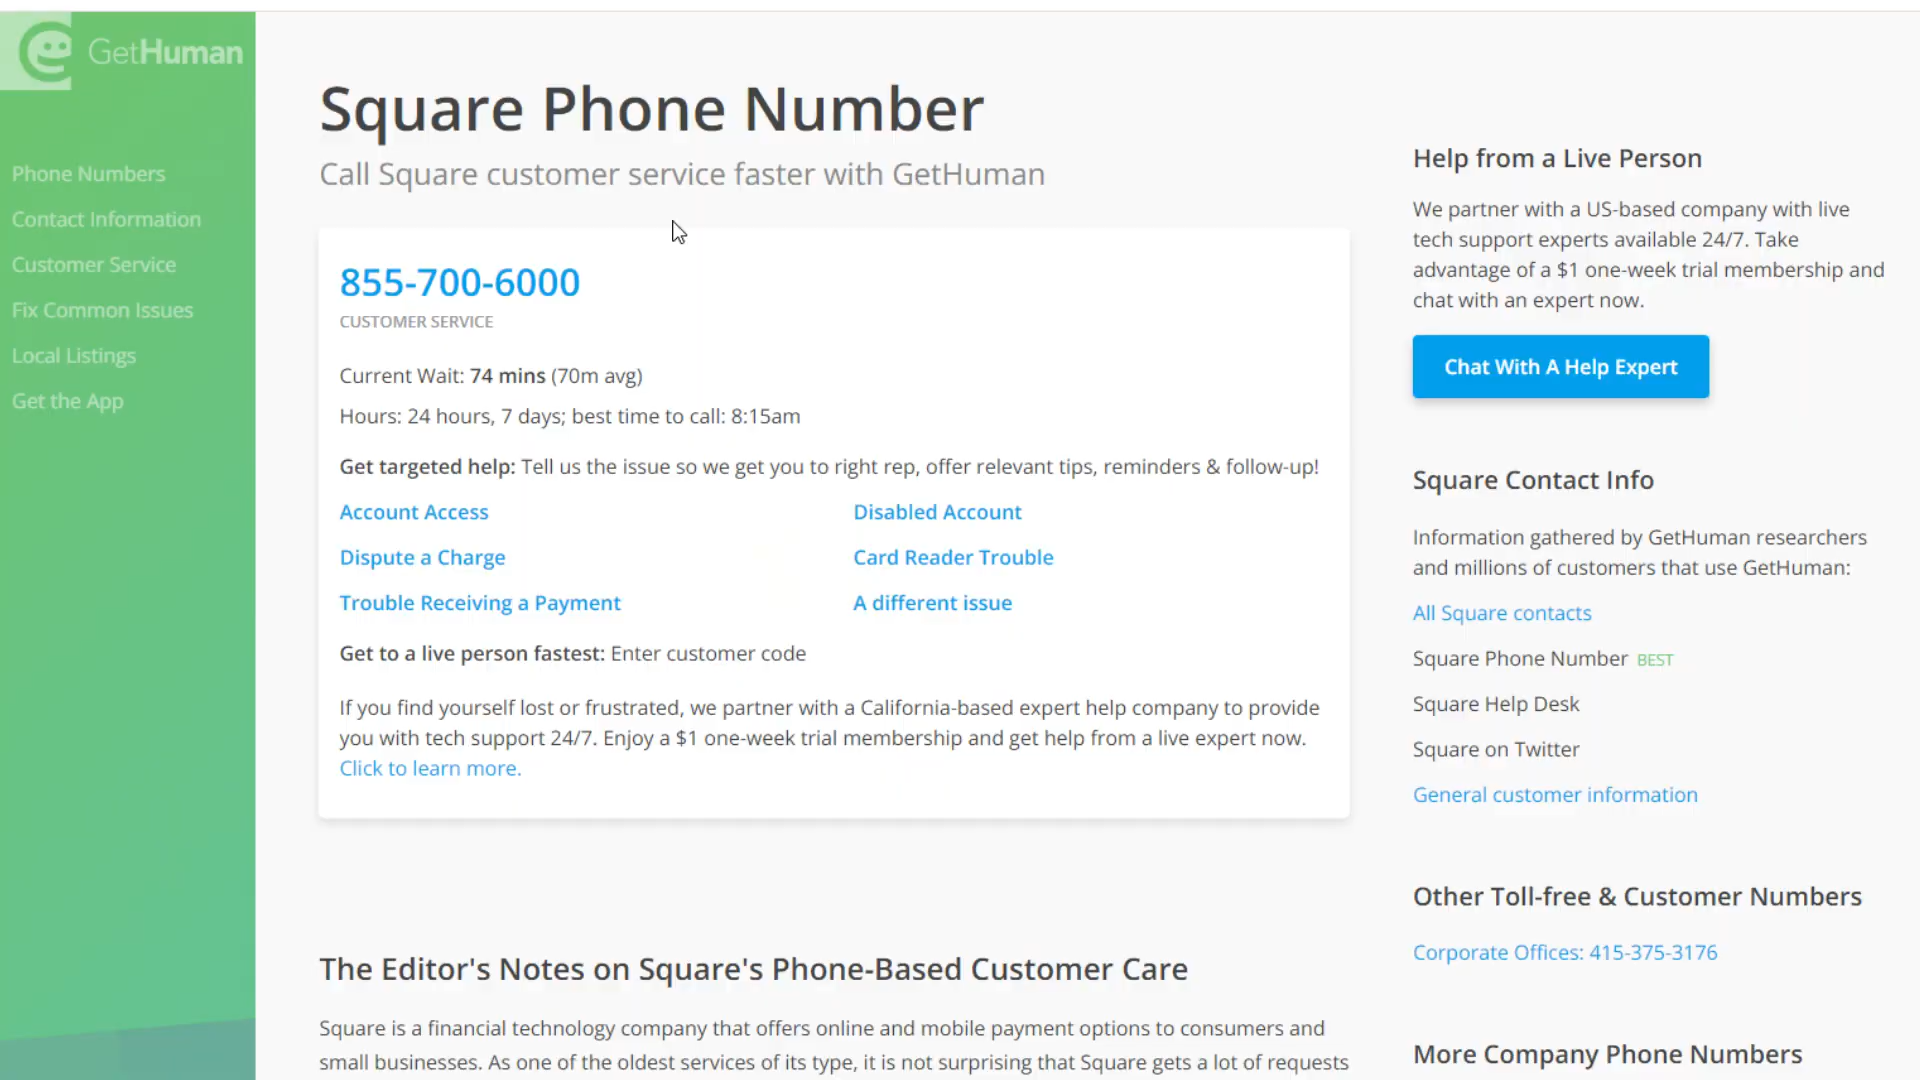 GetHuman
Phone Numbers
Contact Information
Customer Service
Fix Common Issues
Local Listings
Get the App
Square Phone Number
Call Square customer service faster with GetHuman
855-700-6000
CUSTOMER SERVICE
Current Wait: 74 mins (70m avg)
Hours: 24 hours, 7 days; best time to call: 8:15am
Get targeted help: Tell us the issue so we get you to right rep, offer relevant tips, reminders & follow-up!
Account Access
Disabled Account
Dispute a Charge
Card Reader Trouble
Trouble Receiving a Payment
A different issue
Get to a live person fastest: Enter customer code
If you find yourself lost or frustrated, we partner with a California-based expert help company to provide
you with tech support 24/7. Enjoy a $1 one-week trial membership and get help from a live expert now.
Click to learn more.
The Editor's Notes on Square's Phone-Based Customer Care
Square is a financial technology company that offers online and mobile payment options to consumers and
small businesses. As one of the oldest services of its type, it is not surprising that Square gets a lot of requests
Help from a Live Person
We partner with a US-based company with live
tech support experts available 24/7. Take
advantage of a $1 one-week trial membership and
chat with an expert now.
Chat With A Help Expert
Square Contact Info
Information gathered by GetHuman researchers
and millions of customers that use GetHuman:
All Square contacts
Square Phone Number BEST
Square Help Desk
Square on Twitter
General customer information
Other Toll-free & Customer Numbers
Corporate Offices: 415-375-3176
More Company Phone Numbers